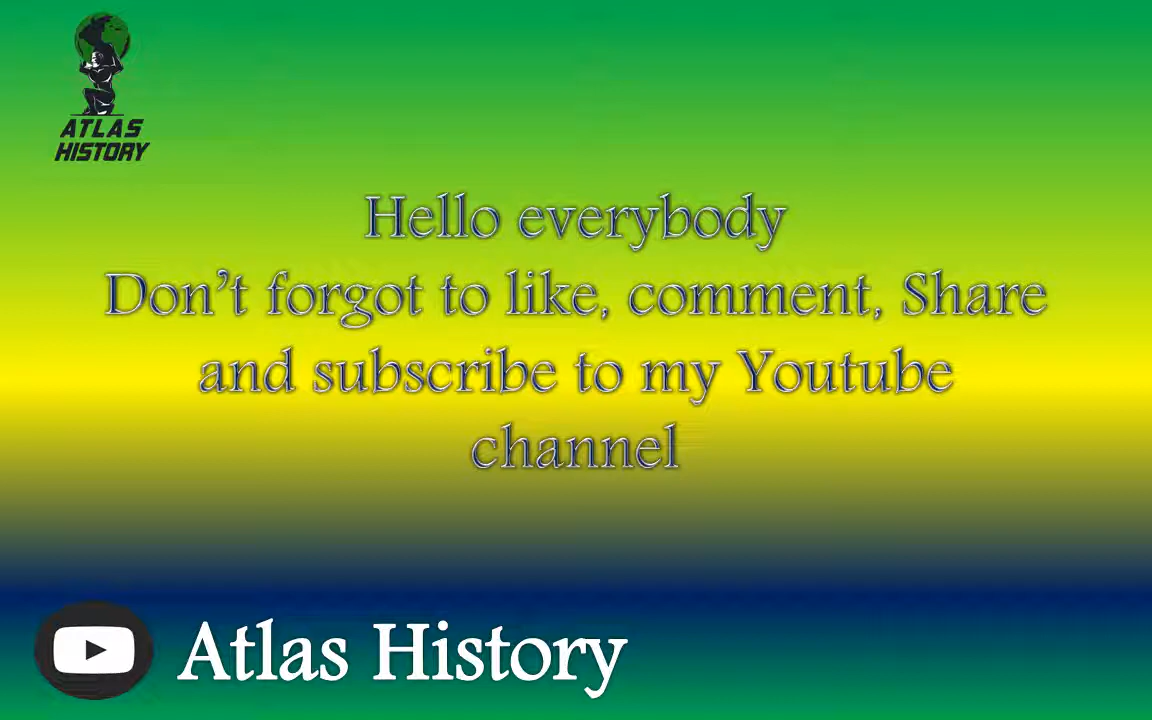 ATLAS
HISTORY
Hello everybody
Don't forgot to like, comment, Share
and subscribe to my Youtube
channel
Atlas History